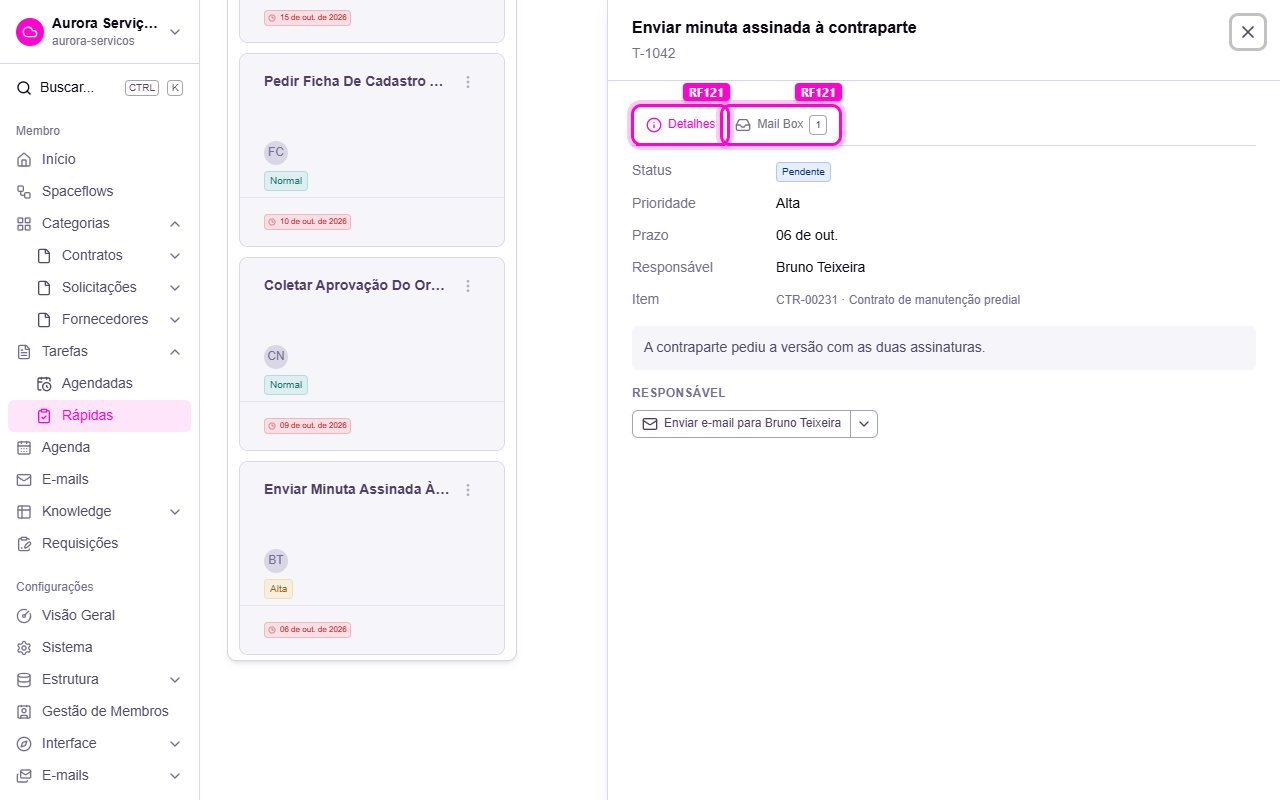 Aurora Serviç...
aurora-servicos
Buscar...
CTRL
K
Membro
Início
Spaceflows
Categorias
Contratos
Solicitações
Fornecedores
Tarefas
Agendadas
Rápidas
Agenda
E-mails
Knowledge
Requisições
Configurações
Visão Geral
Sistema
Estrutura
Gestão de Membros
Interface
E-mails
15 de out. de 2026
Pedir Ficha De Cadastro ...
FC
Normal
10 de out. de 2026
Coletar Aprovação Do Or...
CN
Normal
09 de out. de 2026
Enviar Minuta Assinada À...
BT
Alta
06 de out. de 2026
Enviar minuta assinada à contraparte
T-1042
RF121
RF121
Detalhes
Mail Box 1
Status
Pendente
Prioridade
Alta
Prazo
06 de out.
Responsável
Bruno Teixeira
Item
CTR-00231 · Contrato de manutenção predial
A contraparte pediu a versão com as duas assinaturas.
RESPONSÁVEL
Enviar e-mail para Bruno Teixeira